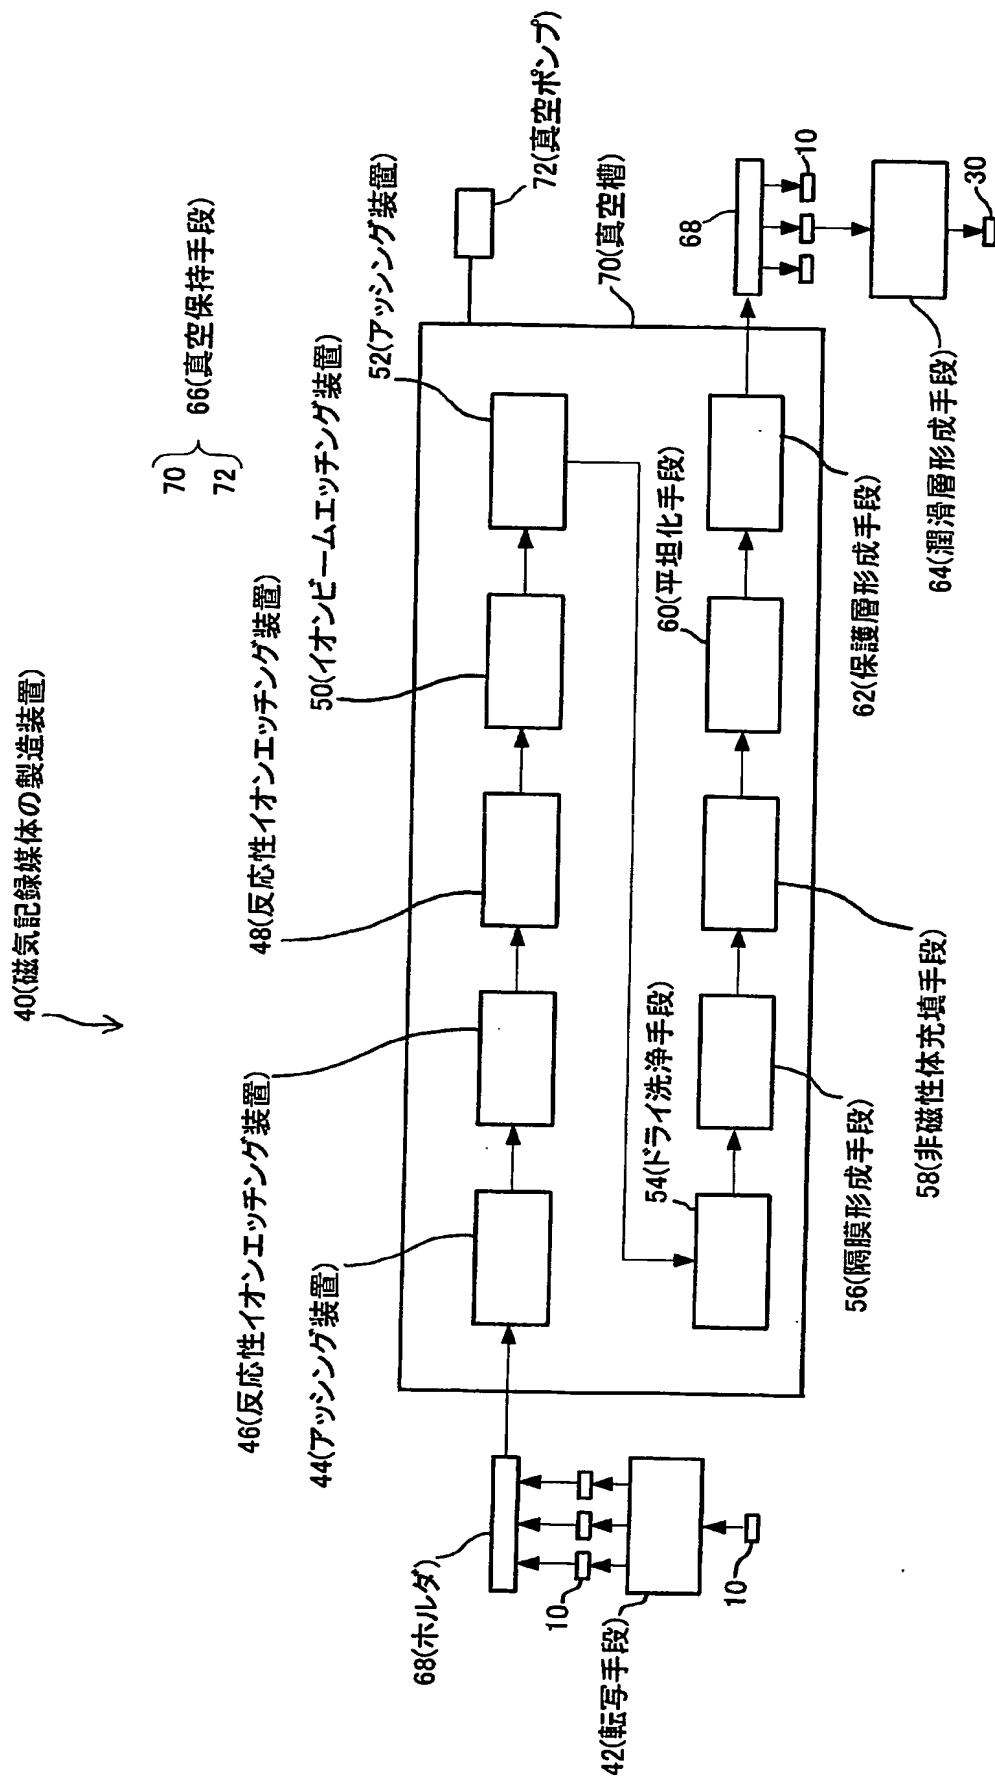 40(磁気記録媒体の製造装置)
70
72
66(真空保持手段)
46(反応性イオンエッチング装置)
48(反応性イオンエッチング装置)
50(イオンビームエッチング装置)
44(アッシング装置)
52(アッシング装置)
72(真空ポンプ)
68(ホルダ)
10
42(転写手段)
10
70(真空槽)
68
10
54(ドライ洗浄手段)
60(平坦化手段)
56(隔膜形成手段)
58(非磁性体充填手段)
62(保護層形成手段)
64(潤滑層形成手段)
30